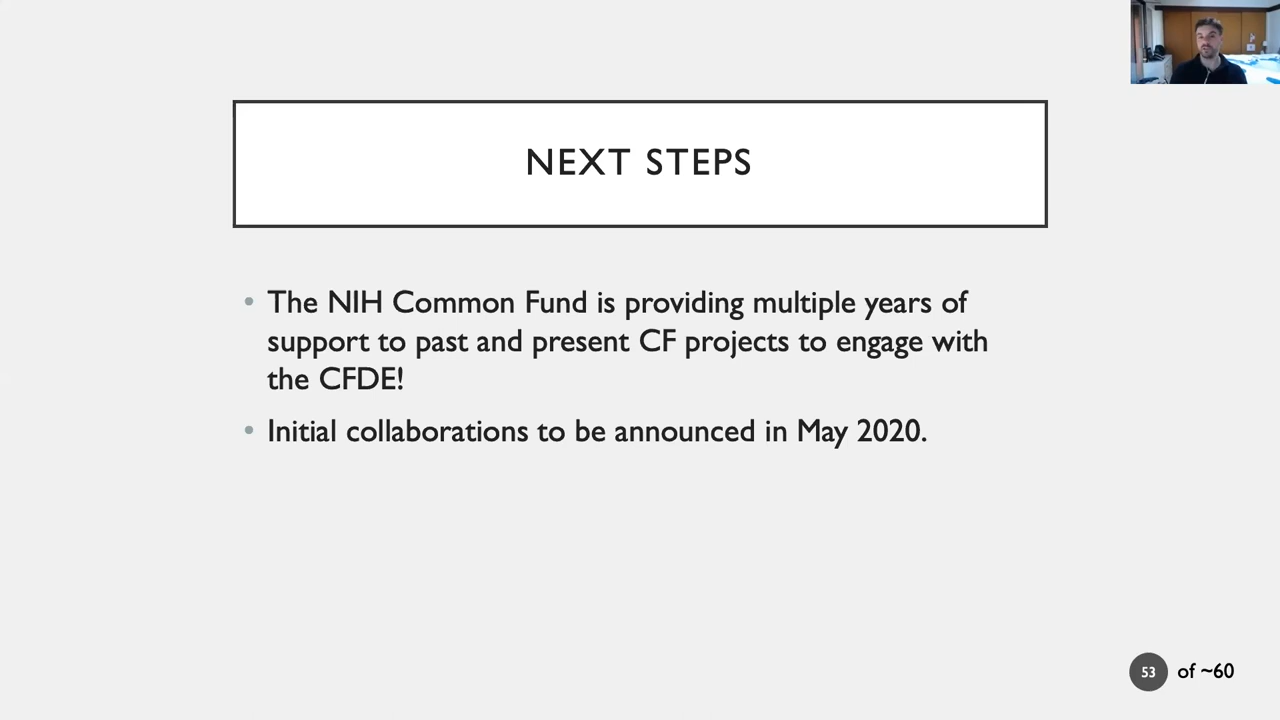 NEXT STEPS
• The NIH Common Fund is providing multiple years of
support to past and present CF projects to engage with
the CFDE!
• Initial collaborations to be announced in May 2020.
53 of ~60